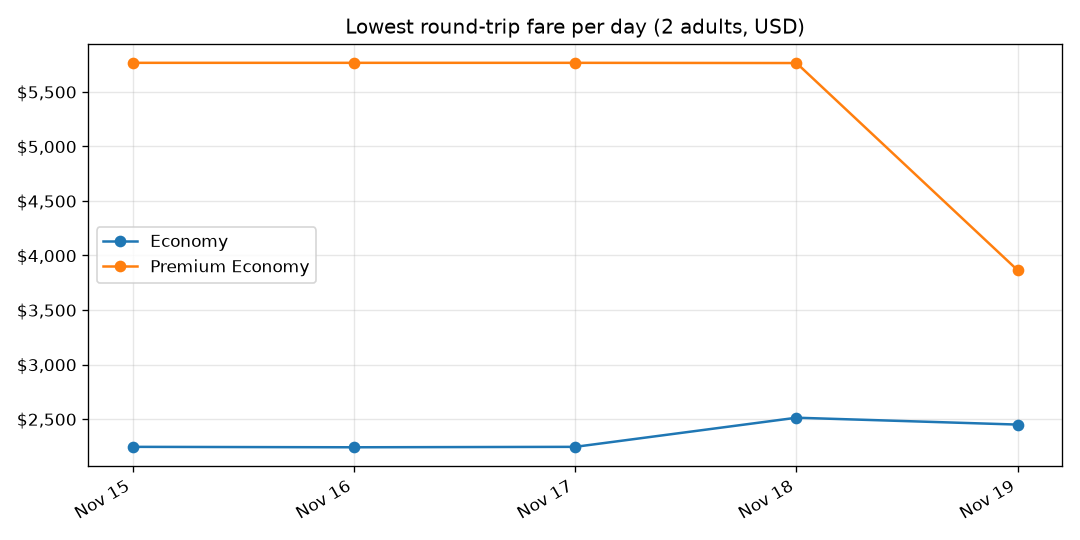 Lowest round-trip fare per day (2 adults, USD)
$5,500
$5,000
$4,500
$4,000
$3,500
$3,000
$2,500
Economy
Premium Economy
Nov 15
Nov 16
Nov 17
Nov 18
Nov 19